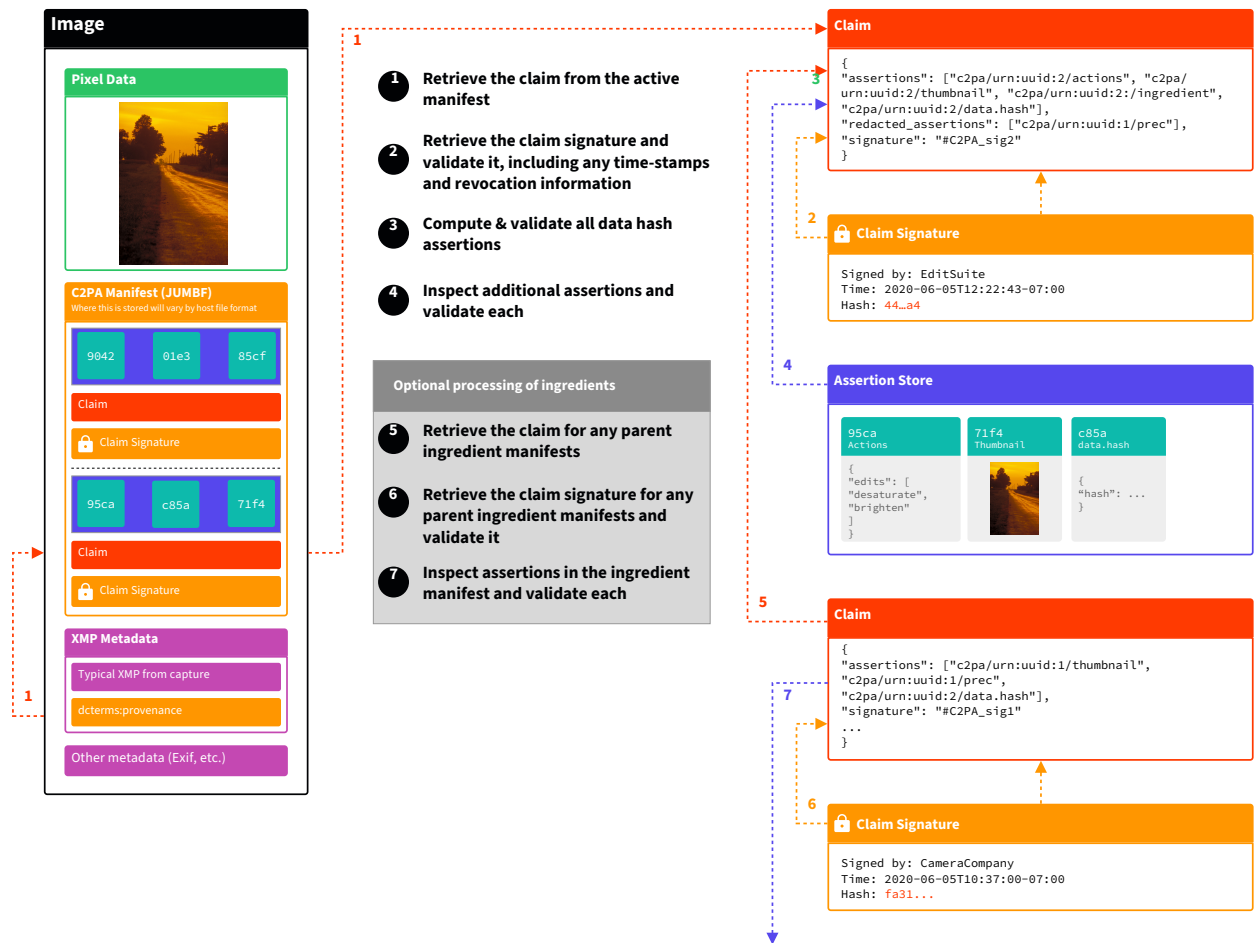 Image
Pixel Data
C2PA Manifest (JUMBF)
Where this is stored will vary by host file format
9042
01e3
85cf
Claim
Claim Signature
95ca
c85a
71f4
Claim
Claim Signature
XMP Metadata
Typical XMP from capture
dcterms:provenance
Other metadata (Exif, etc.)
1
1
1
Retrieve the claim from the active
manifest
2
Retrieve the claim signature and
validate it, including any time-stamps
and revocation information
3
Compute & validate all data hash
assertions
4
Inspect additional assertions and
validate each
Optional processing of ingredients
5
Retrieve the claim for any parent
ingredient manifests
6
Retrieve the claim signature for any
parent ingredient manifests and
validate it
7
Inspect assertions in the ingredient
manifest and validate each
Claim
3
{
"assertions": ["c2pa/urn:uuid:2/actions", "c2pa/
urn:uuid:2/thumbnail", "c2pa/urn:uuid:2:/ingredient",
"c2pa/urn:uuid:2/data.hash"],
"redacted_assertions": ["c2pa/urn:uuid:1/prec"],
"signature": "#C2PA_sig2"
}
2
Claim Signature
Signed by: EditSuite
Time: 2020-06-05T12:22:43-07:00
Hash: 44…a4
4
Assertion Store
95ca
Actions
{
"edits": [
"desaturate",
"brighten"
]
}
71f4
Thumbnail
c85a
data.hash
{
“hash”: ...
}
5
Claim
{
"assertions": ["c2pa/urn:uuid:1/thumbnail",
"c2pa/urn:uuid:1/prec",
"c2pa/urn:uuid:2/data.hash"],
"signature": "#C2PA_sig1"
...
}
7
6
Claim Signature
Signed by: CameraCompany
Time: 2020-06-05T10:37:00-07:00
Hash: fa31...